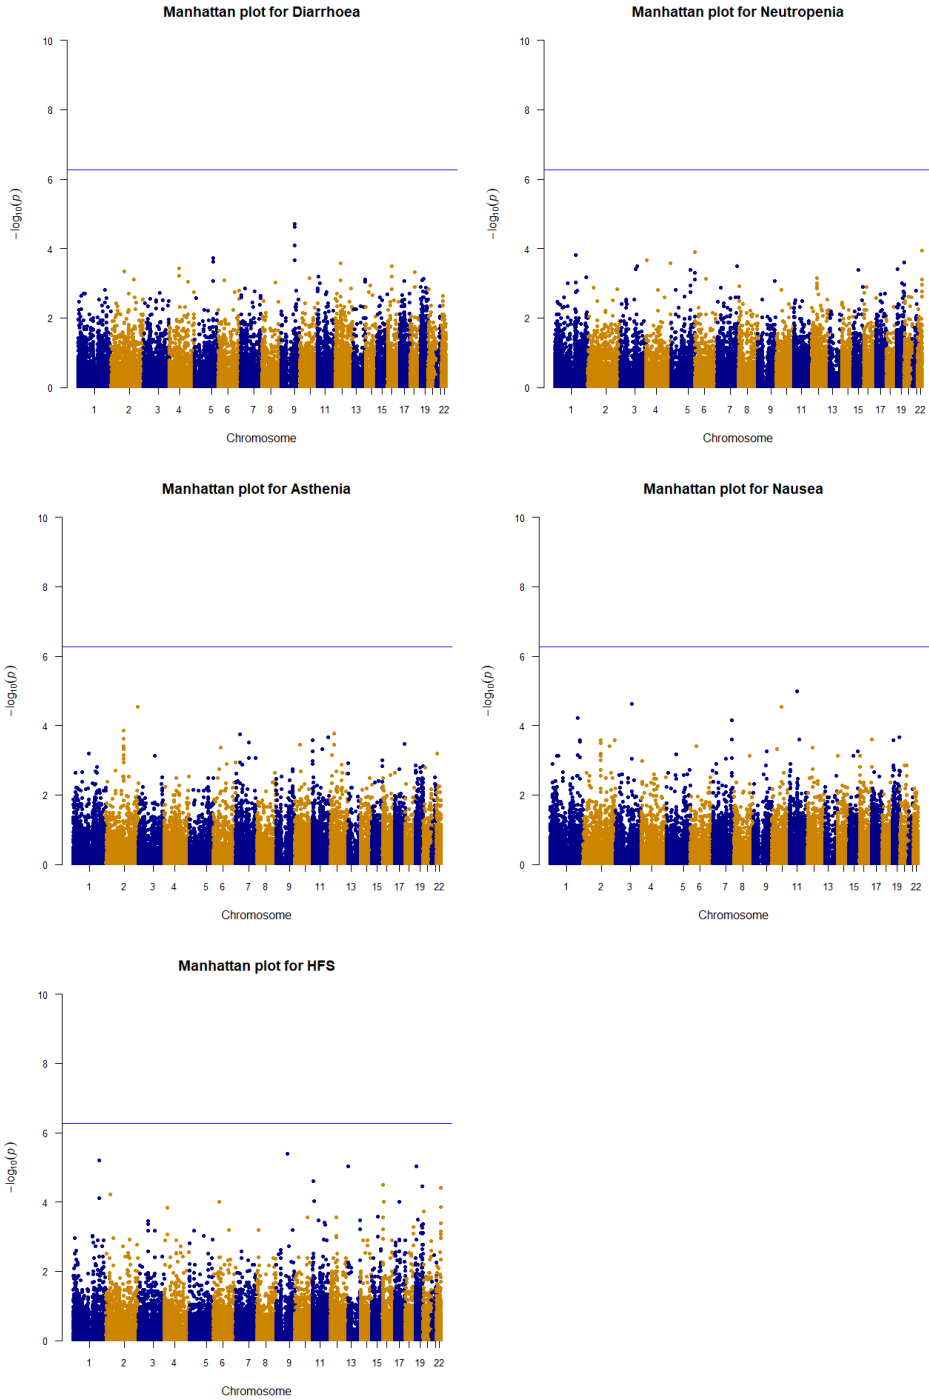 Manhattan plot for Diarrhoea
10
8
6
4
2
0
−log10(p)
1 2 3 4 5 6 7 8 9 11 13 15 17 19 22
Chromosome
Manhattan plot for Neutropenia
10
8
6
4
2
0
−log10(p)
1 2 3 4 5 6 7 8 9 11 13 15 17 19 22
Chromosome
Manhattan plot for Asthenia
10
8
6
4
2
0
−log10(p)
1 2 3 4 5 6 7 8 9 11 13 15 17 19 22
Chromosome
Manhattan plot for Nausea
10
8
6
4
2
0
−log10(p)
1 2 3 4 5 6 7 8 9 11 13 15 17 19 22
Chromosome
Manhattan plot for HFS
10
8
6
4
2
0
−log10(p)
1 2 3 4 5 6 7 8 9 11 13 15 17 19 22
Chromosome